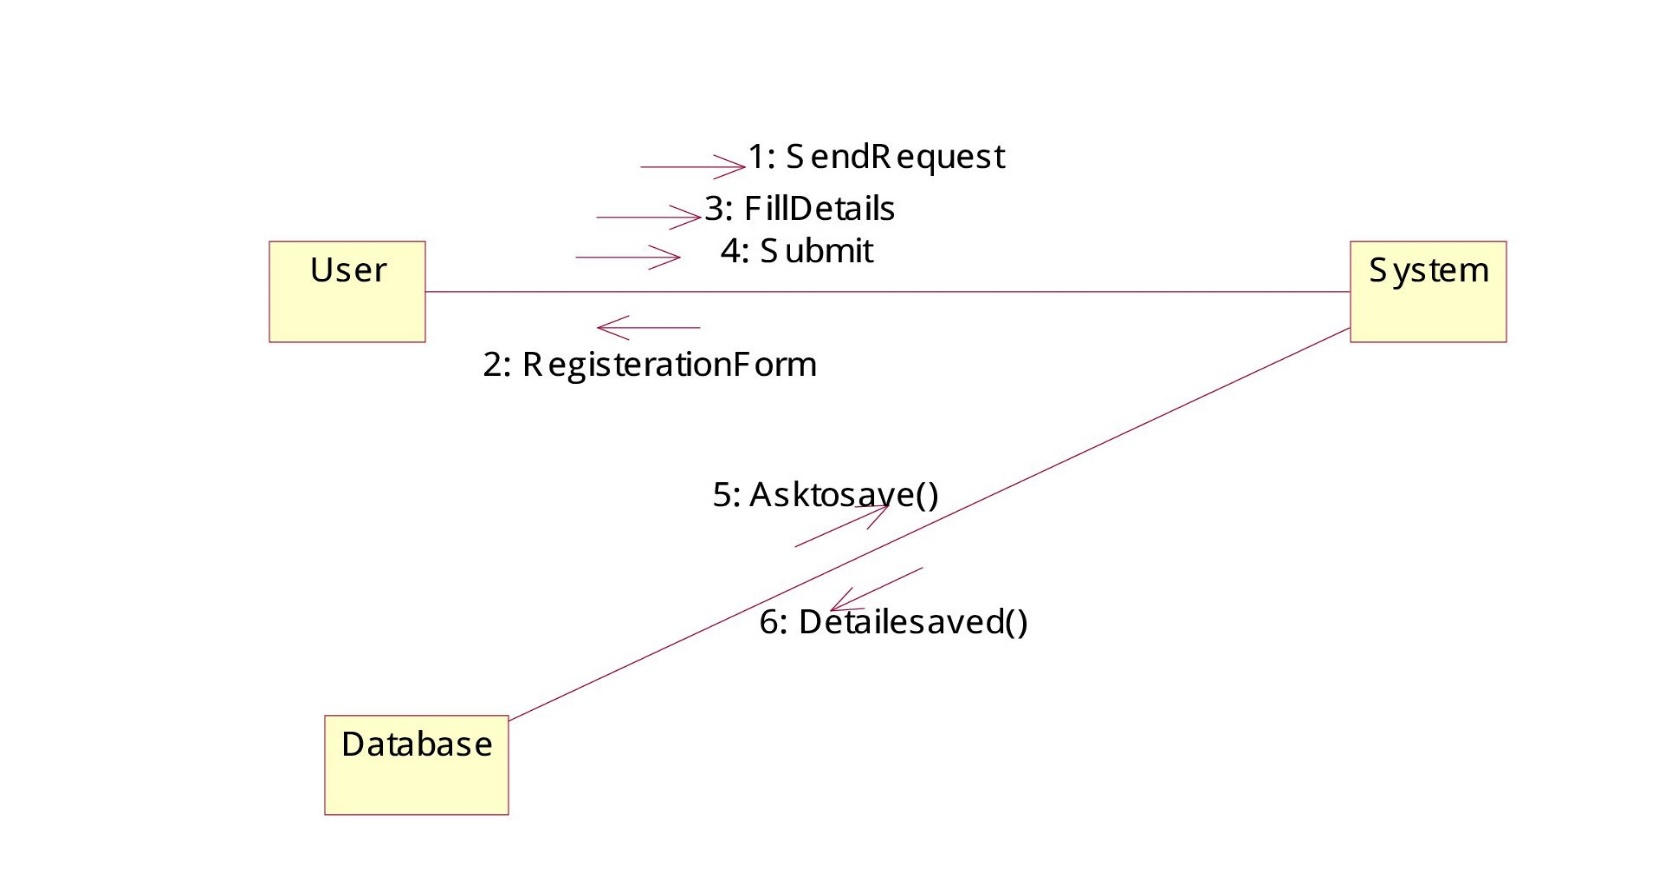 1: SendRequest
3: FillDetails
4: Submit
User
System
2: RegisterationForm
5: Asktosave()
6: Detailesaved()
Database